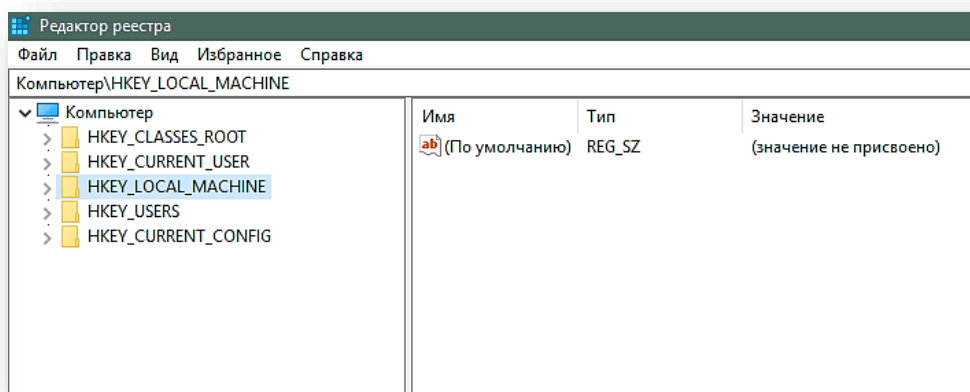 Редактор реестра
Файл Правка Вид Избранное Справка
Компьютер\HKEY_LOCAL_MACHINE
Компьютер
HKEY_CLASSES_ROOT
HKEY_CURRENT_USER
HKEY_LOCAL_MACHINE
HKEY_USERS
HKEY_CURRENT_CONFIG
Имя Тип Значение
ab (По умолчанию) REG_SZ (значение не присвоено)